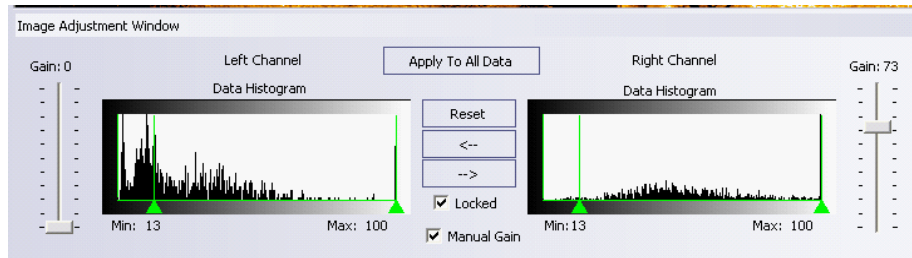 Image Adjustment Window
Gain: 0
Left Channel
Apply To All Data
Right Channel
Gain: 73
Data Histogram
Data Histogram
Reset
<--
-->
Locked
Min: 13
Max: 100
Manual Gain
Min:13
Max: 100